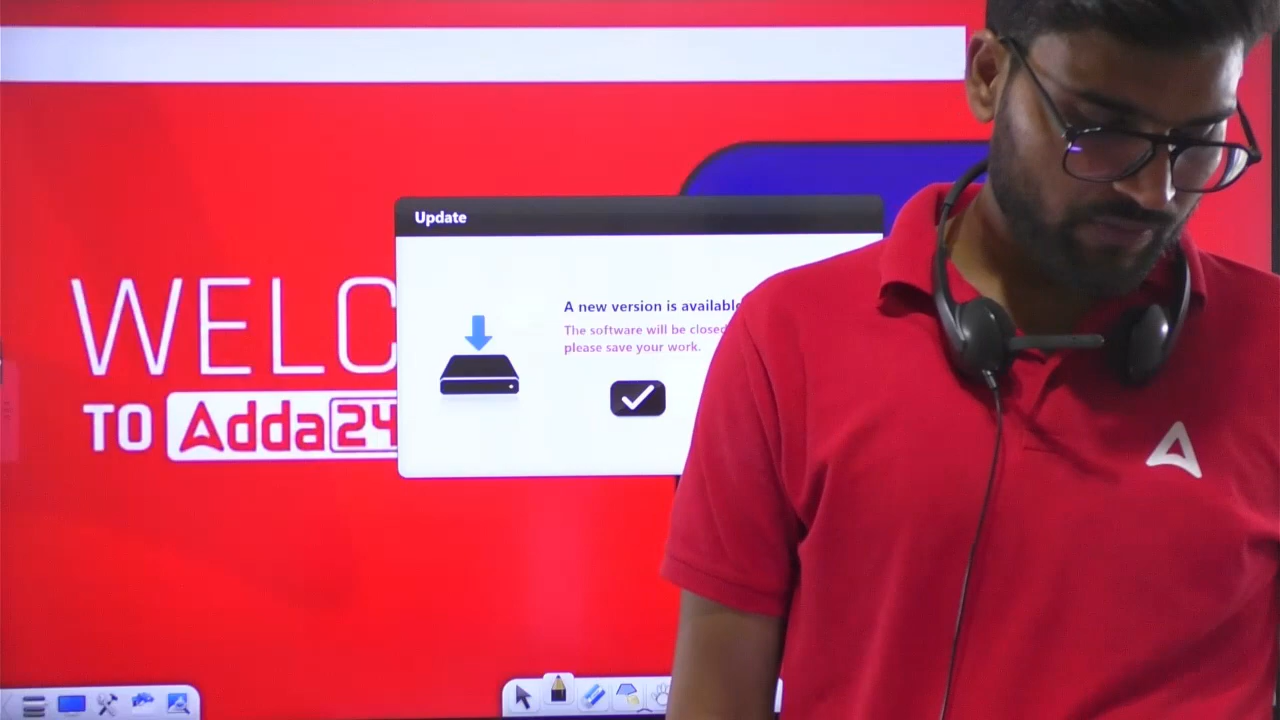 Update
A new version is available
The software will be closed
please save your work.
WELC
TO Adda24